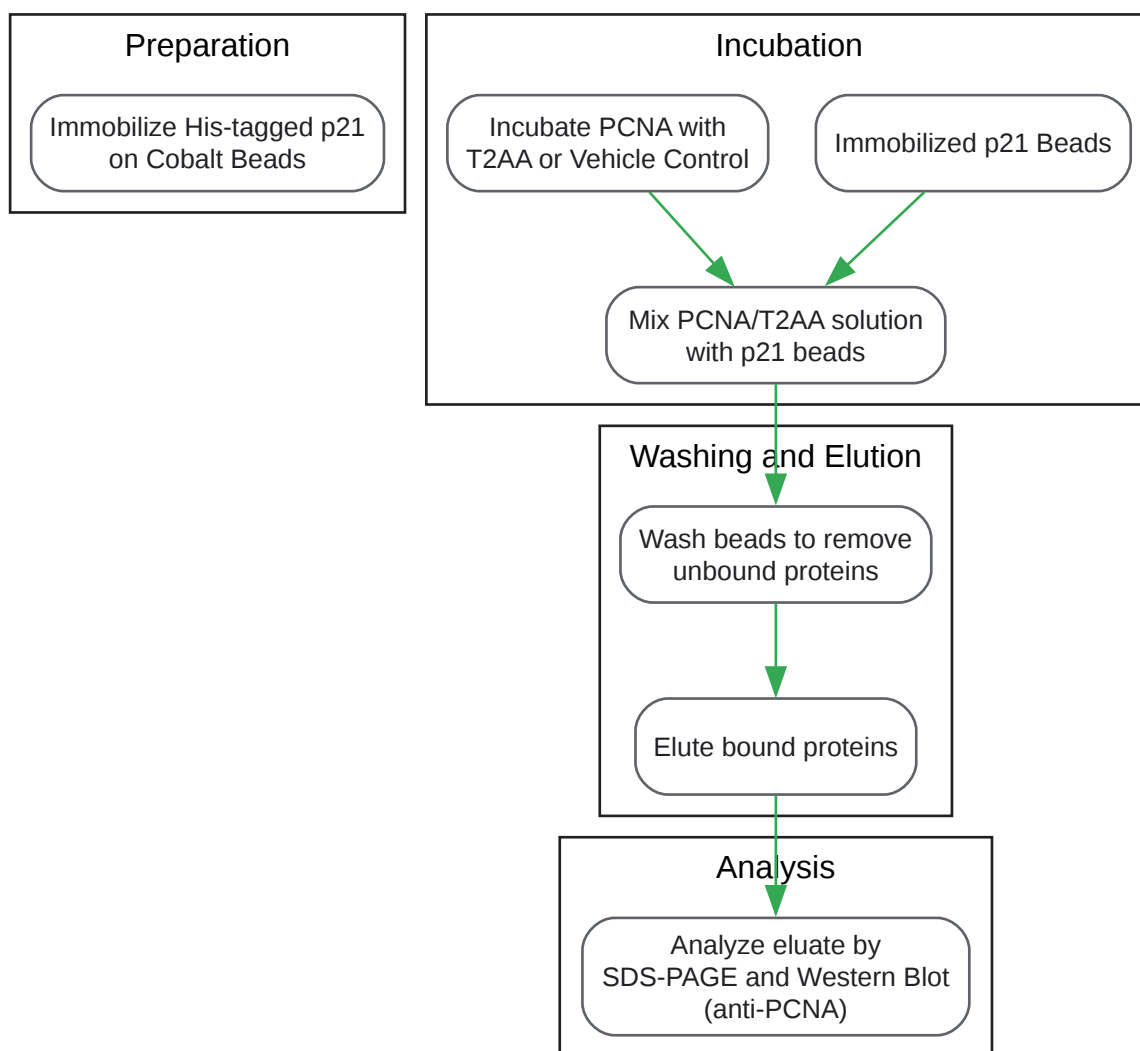 Preparation
Immobilize His-tagged p21
on Cobalt Beads
Incubation
Incubate PCNA with
T2AA or Vehicle Control
Immobilized p21 Beads
Mix PCNA/T2AA solution
with p21 beads
Washing and Elution
Wash beads to remove
unbound proteins
Elute bound proteins
Analysis
Analyze eluate by
SDS-PAGE and Western Blot
(anti-PCNA)